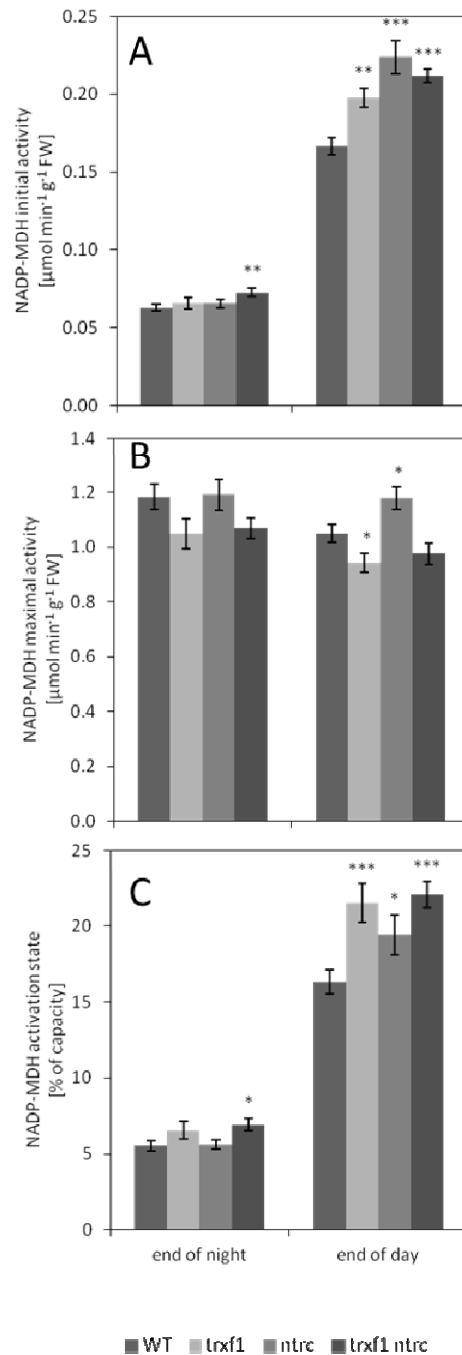 A
NADP-MDH initial activity
[µmol min⁻¹ g⁻¹ FW]
0.25
0.20
0.15
0.10
0.05
0.00
**
**
***
***
B
NADP-MDH maximal activity
[µmol min⁻¹ g⁻¹ FW]
1.4
1.2
1.0
0.8
0.6
0.4
0.2
0.0
*
*
C
NADP-MDH activation state
[% of capacity]
25
20
15
10
5
0
*
***
*
***
end of night end of day
WT trxf1 ntrc trxf1 ntrc